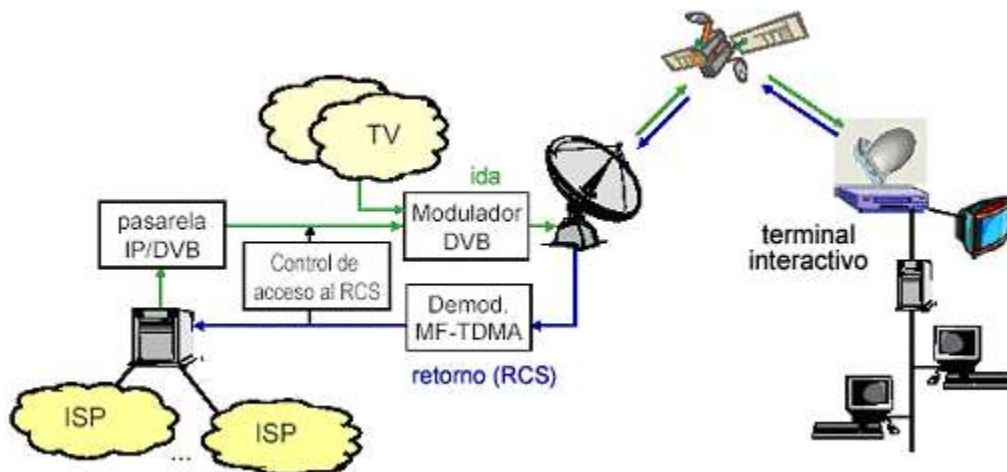 TV
ida
pasarela
IP/DVB
Modulador
DVB
Control de
acceso al RCS
Demod.
MF-TDMA
retorno (RCS)
ISP
...
ISP
terminal
interactivo